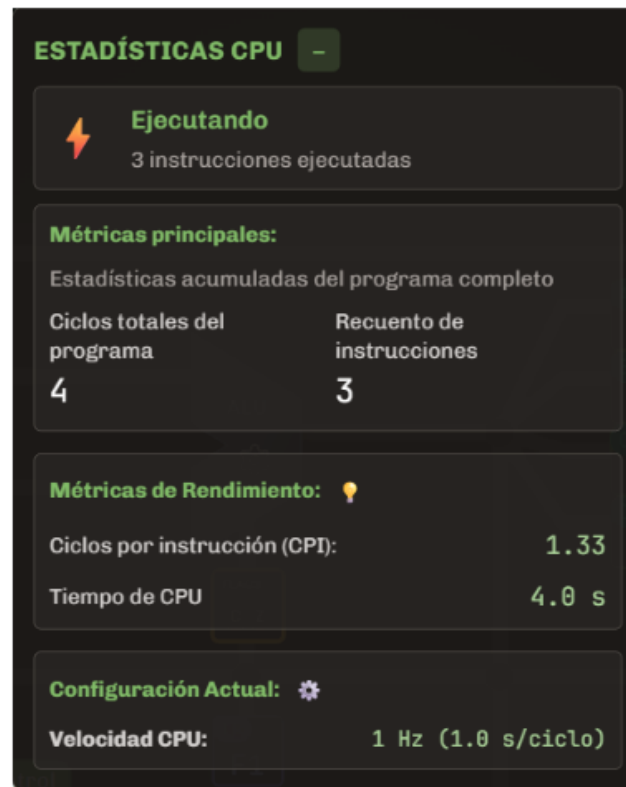 ESTADÍSTICAS CPU –
Ejecutando
3 instrucciones ejecutadas
Métricas principales:
Estadísticas acumuladas del programa completo
Ciclos totales del programa
4
Recuento de instrucciones
3
Métricas de Rendimiento:
Ciclos por instrucción (CPI): 1.33
Tiempo de CPU 4.0 s
Configuración Actual:
Velocidad CPU: 1 Hz (1.0 s/ciclo)